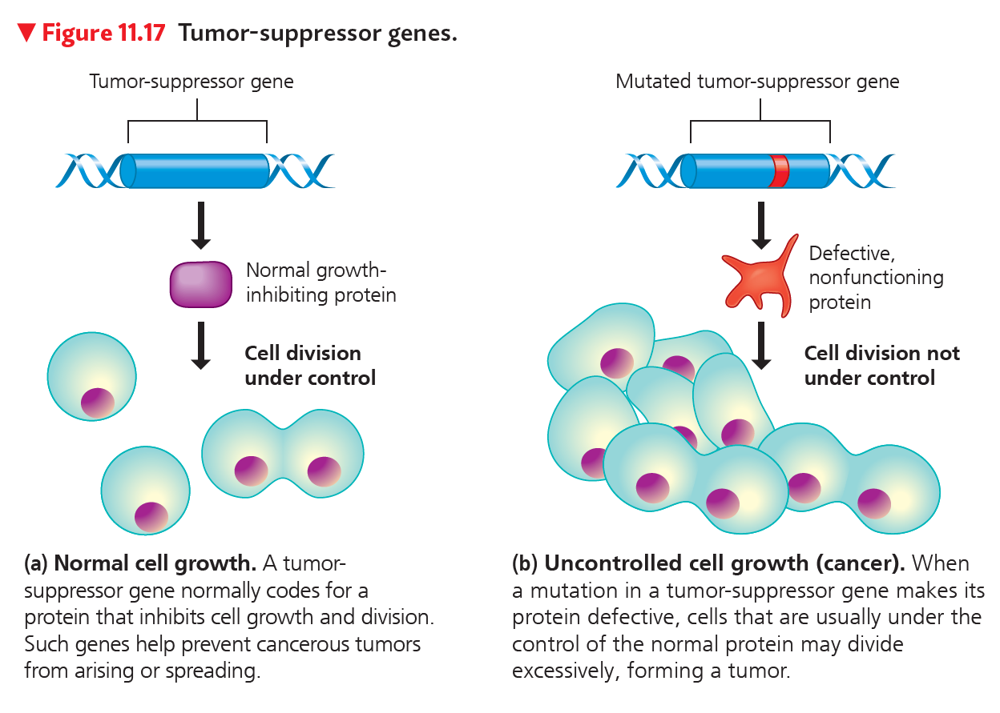 ▼ Figure 11.17 Tumor-suppressor genes.
Tumor-suppressor gene
Normal growth-
inhibiting protein
Cell division
under control
(a) Normal cell growth. A tumor-
suppressor gene normally codes for a
protein that inhibits cell growth and division.
Such genes help prevent cancerous tumors
from arising or spreading.
Mutated tumor-suppressor gene
Defective,
nonfunctioning
protein
Cell division not
under control
(b) Uncontrolled cell growth (cancer). When
a mutation in a tumor-suppressor gene makes its
protein defective, cells that are usually under the
control of the normal protein may divide
excessively, forming a tumor.